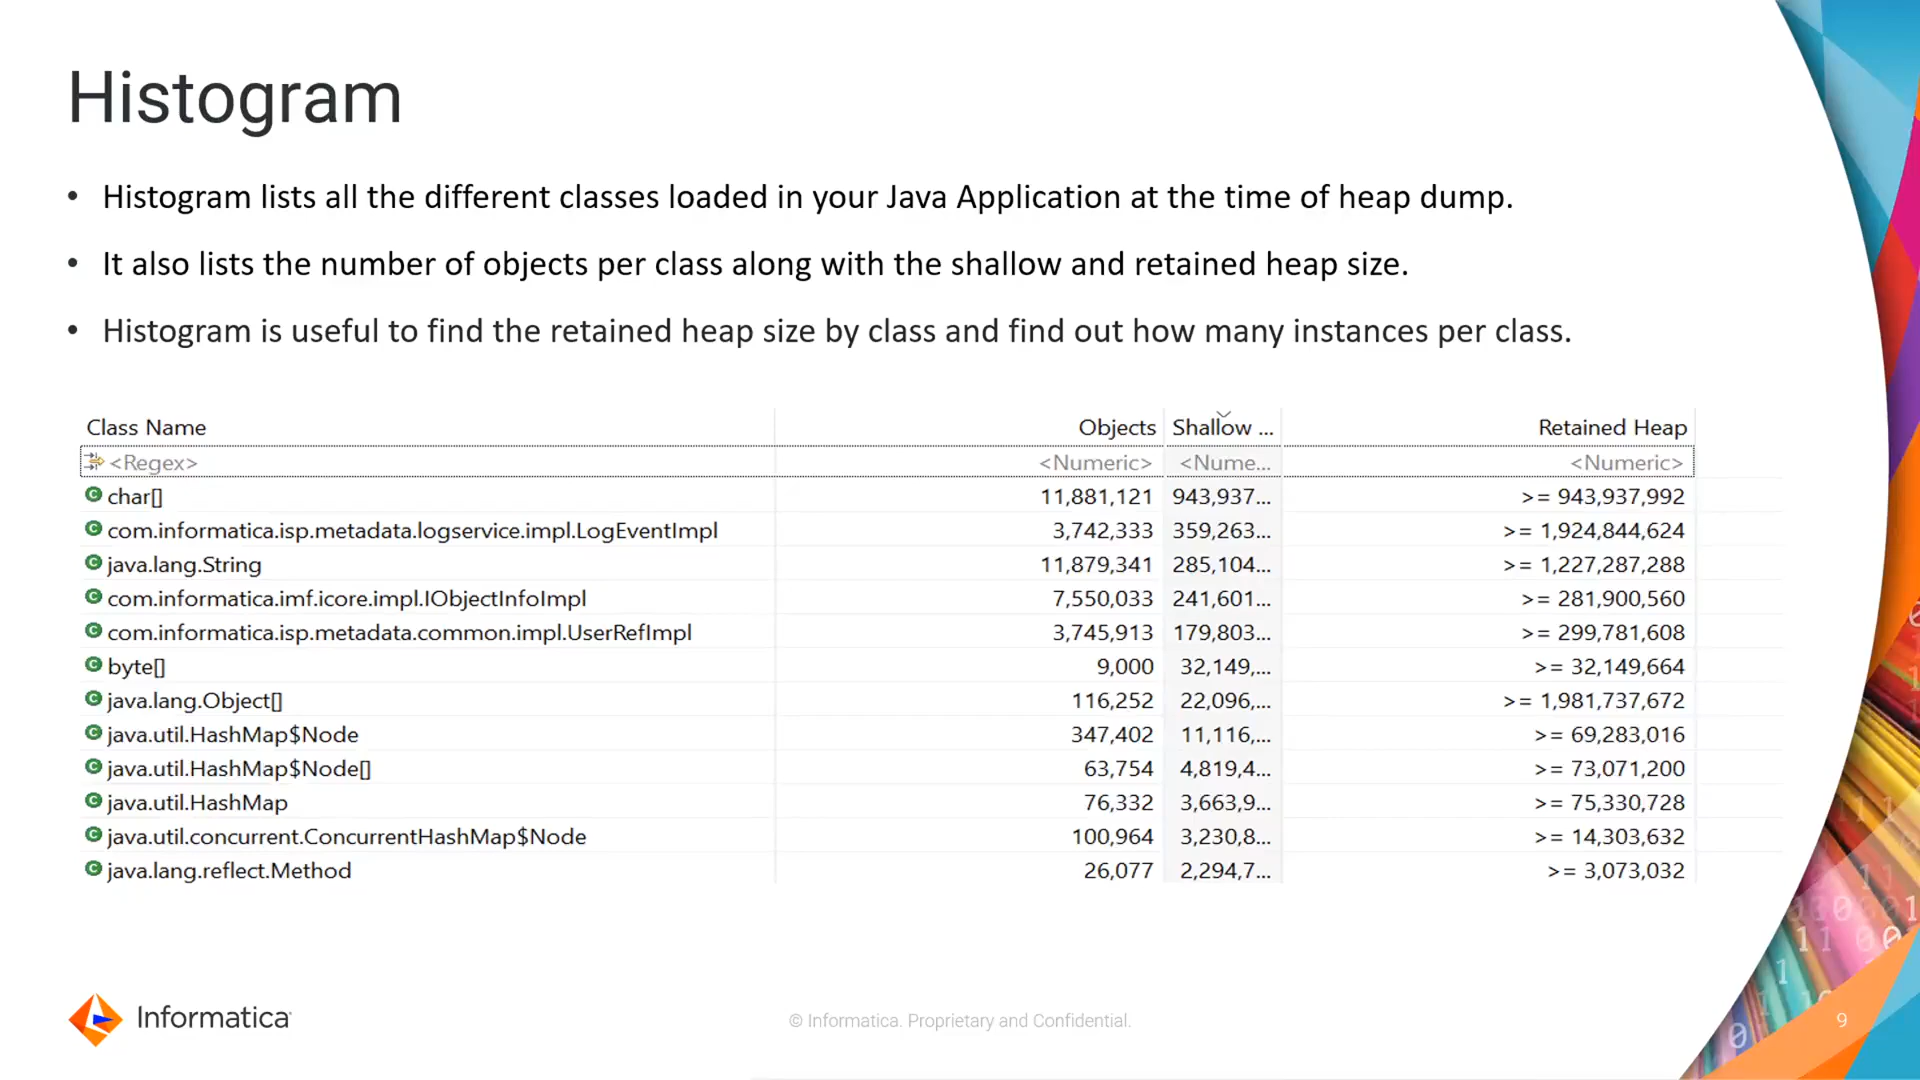 Histogram
• Histogram lists all the different classes loaded in your Java Application at the time of heap dump.
• It also lists the number of objects per class along with the shallow and retained heap size.
• Histogram is useful to find the retained heap size by class and find out how many instances per class.
Class Name Objects Shallow ... Retained Heap
<Regex> <Numeric> <Nume... <Numeric>
char[] 11,881,121 943,937... >= 943,937,992
com.informatica.isp.metadata.logservice.impl.LogEventImpl 3,742,333 359,263... >= 1,924,844,624
java.lang.String 11,879,341 285,104... >= 1,227,287,288
com.informatica.imf.icore.impl.IObjectInfoImpl 7,550,033 241,601... >= 281,900,560
com.informatica.isp.metadata.common.impl.UserRefImpl 3,745,913 179,803... >= 299,781,608
byte[] 9,000 32,149,... >= 32,149,664
java.lang.Object[] 116,252 22,096,... >= 1,981,737,672
java.util.HashMap$Node 347,402 11,116,... >= 69,283,016
java.util.HashMap$Node[] 63,754 4,819,4... >= 73,071,200
java.util.HashMap 76,332 3,663,9... >= 75,330,728
java.util.concurrent.ConcurrentHashMap$Node 100,964 3,230,8... >= 14,303,632
java.lang.reflect.Method 26,077 2,294,7... >= 3,073,032
Informatica
© Informatica. Proprietary and Confidential.
9